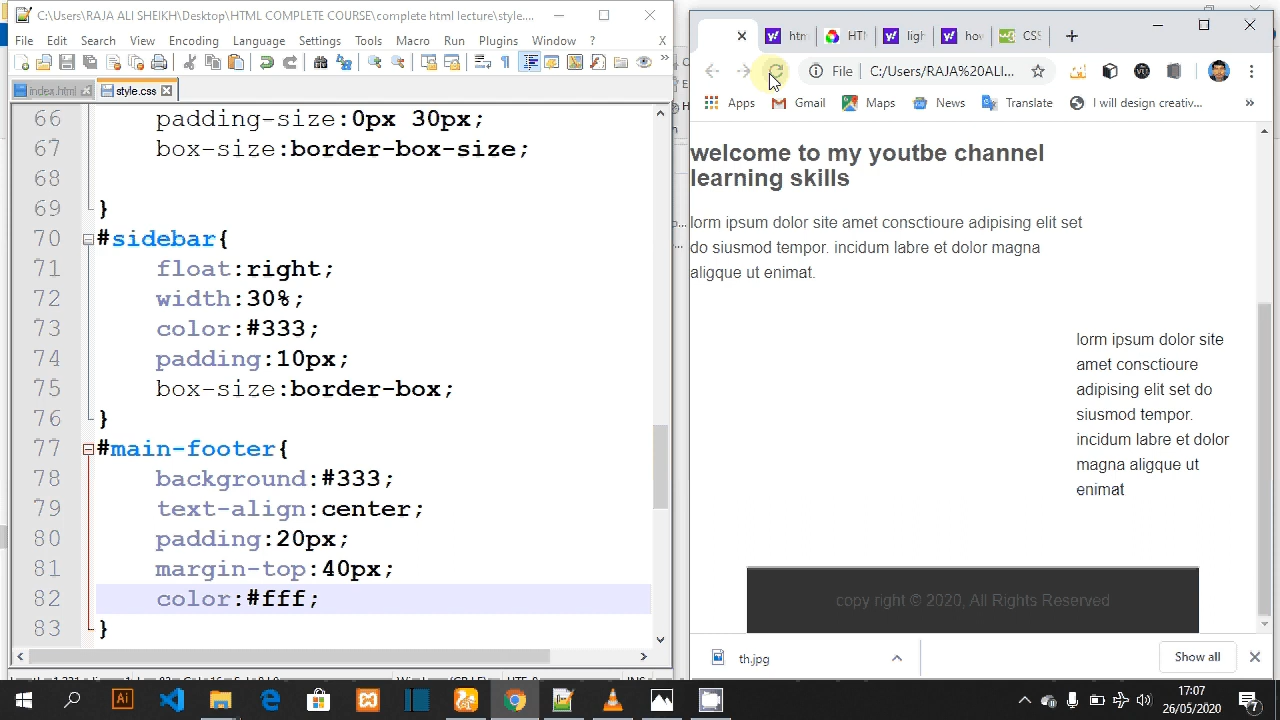 C:\Users\RAJA ALI SHEIKH\Desktop\HTML COMPLETE COURSE\complete html lecture\style....
File Edit Search View Encoding Language Settings Tools Macro Run Plugins Window ? X
index.html style.css
66 padding-size:0px 30px;
67 box-size:border-box-size;
68
69 }
70 #sidebar{
71 float:right;
72 width:30%;
73 color:#333;
74 padding:10px;
75 box-size:border-box;
76 }
77 #main-footer{
78 background:#333;
79 text-align:center;
80 padding:20px;
81 margin-top:40px;
82 color:#fff;
83 }
htm HTM ligh hov CSS
File C:/Users/RAJA%20ALI...
Apps Gmail Maps News Translate I will design creativ... »
welcome to my youtbe channel
learning skills
lorm ipsum dolor site amet consctioure adipising elit set
do siusmod tempor. incidum labre et dolor magna
aligqe ut enimat.
lorm ipsum dolor site
amet consctioure
adipising elit set do
siusmod tempor.
incidum labre et dolor
magna aligque ut
enimat
copy right © 2020, All Rights Reserved
th.jpg Show all
17:07
26/05/2020
7